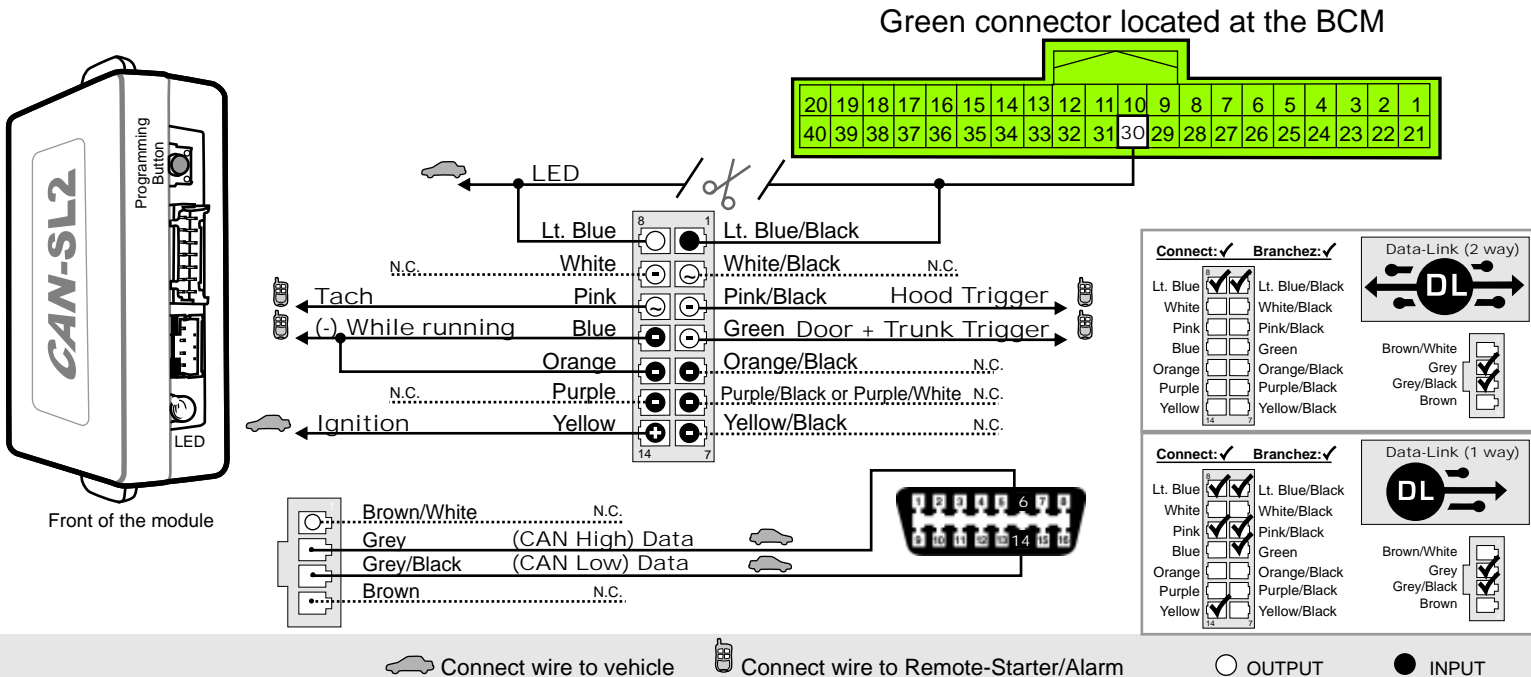 Green connector located at the BCM
20 19 18 17 16 15 14 13 12 11 10 9 8 7 6 5 4 3 2 1
40 39 38 37 36 35 34 33 32 31 30 29 28 27 26 25 24 23 22 21
CAN-SL2
Programming
Button
LED
Front of the module
LED
8 1
Lt. Blue Lt. Blue/Black
N.C. White White/Black N.C.
Tach Pink Pink/Black Hood Trigger
(-) While running Blue Green Door + Trunk Trigger
Orange Orange/Black N.C.
N.C. Purple Purple/Black or Purple/White N.C.
Ignition Yellow Yellow/Black N.C.
14 7
Brown/White N.C.
Grey (CAN High) Data
Grey/Black (CAN Low) Data
Brown N.C.
1 2 3 4 5 6 7 8
9 10 11 12 13 14 15 16
Connect: Branchez:
8
Lt. Blue Lt. Blue/Black
White White/Black
Pink Pink/Black
Blue Green
Orange Orange/Black
Purple Purple/Black
Yellow Yellow/Black
14 7
Data-Link (2 way)
DL
Brown/White
Grey
Grey/Black
Brown
Connect: Branchez:
8
Lt. Blue Lt. Blue/Black
White White/Black
Pink Pink/Black
Blue Green
Orange Orange/Black
Purple Purple/Black
Yellow Yellow/Black
14 7
Data-Link (1 way)
DL
Brown/White
Grey
Grey/Black
Brown
Connect wire to vehicle Connect wire to Remote-Starter/Alarm OUTPUT INPUT